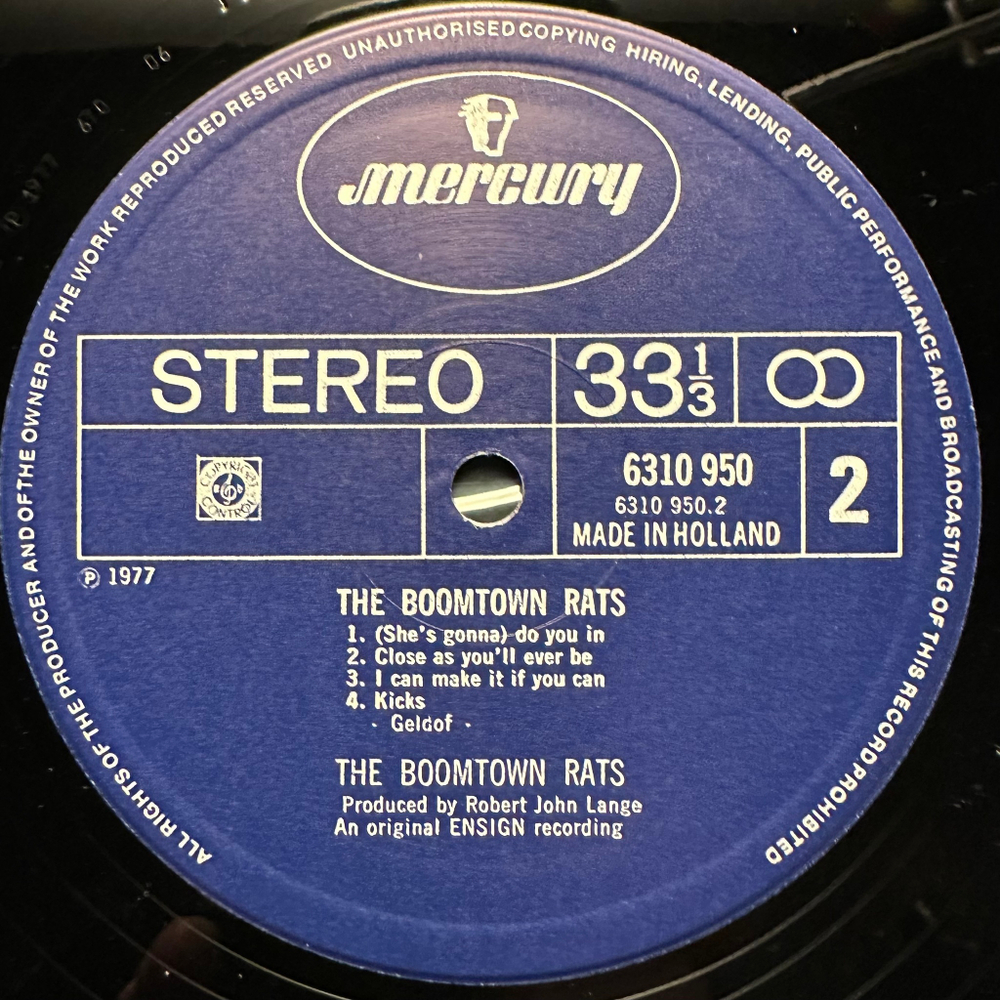 ALL RIGHTS OF THE PRODUCER AND OF THE OWNER OF THE WORK REPRODUCED RESERVED UNAUTHORISED COPYING HIRING, LENDING, PUBLIC PERFORMANCE AND BROADCASTING OF THIS RECORD PROHIBITED
mercury
STEREO
33 1/3
COPYRIGHT
CONTROL
6310 950
6310 950.2
MADE IN HOLLAND
2
Ⓟ 1977
THE BOOMTOWN RATS
1. (She's gonna) do you in
2. Close as you'll ever be
3. I can make it if you can
4. Kicks
- Geldof -
THE BOOMTOWN RATS
Produced by Robert John Lange
An original ENSIGN recording